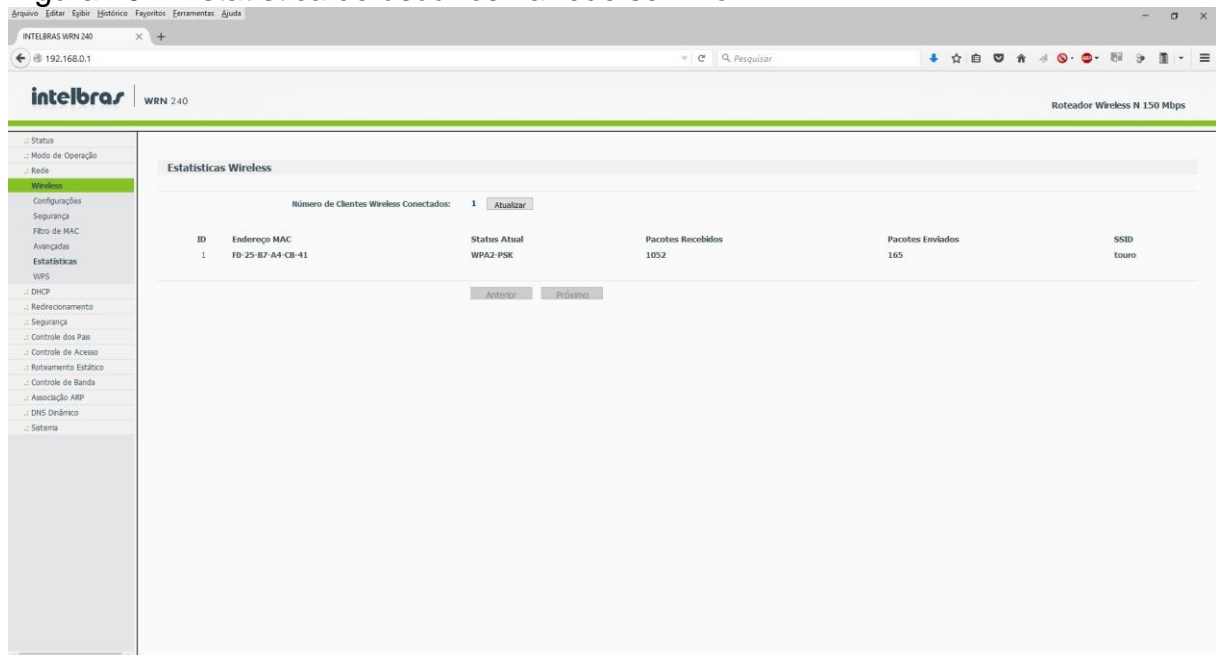 Arquivo Editar Exibir Histórico Favoritos Ferramentas Ajuda
INTELBRAS WRN 240
192.168.0.1
Pesquisar
intelbras WRN 240
Roteador Wireless N 150 Mbps
.: Status
.: Modo de Operação
.: Rede
Wireless
Configurações
Segurança
Filtro de MAC
Avançadas
Estatísticas
WPS
.: DHCP
.: Redirecionamento
.: Segurança
.: Controle dos Pais
.: Controle de Acesso
.: Roteamento Estático
.: Controle de Banda
.: Associação ARP
.: DNS Dinâmico
.: Sistema
Estatísticas Wireless
Número de Clientes Wireless Conectados: 1 Atualizar
ID Endereço MAC Status Atual Pacotes Recebidos Pacotes Enviados SSID
1 F0-25-B7-A4-CB-41 WPA2-PSK 1052 165 touro
Anterior Próximo